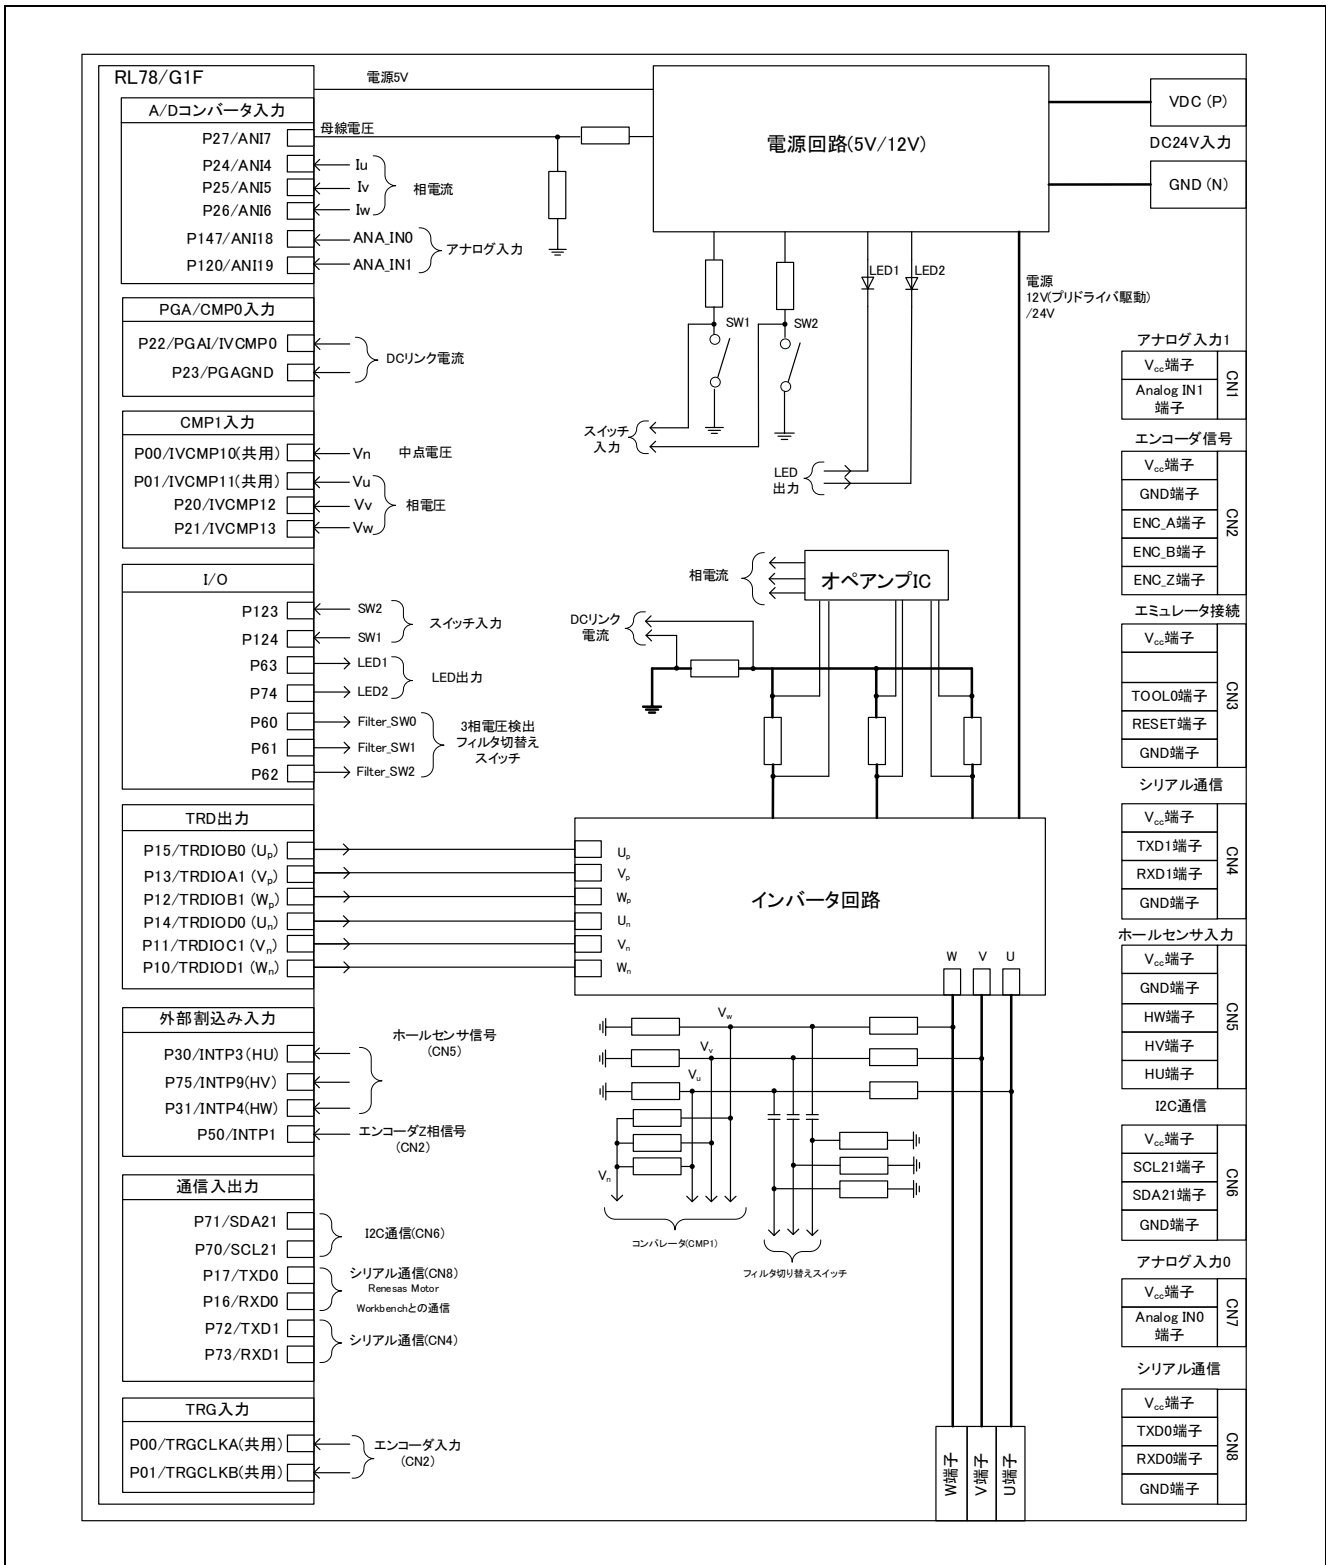 RL78/G1F
A/Dコンバータ入力
P27/ANI7
P24/ANI4
P25/ANI5
P26/ANI6
P147/ANI18
P120/ANI19
電源5V
母線電圧
Iu
Iv
Iw
相電流
ANA_IN0
ANA_IN1
アナログ入力
PGA/CMP0入力
P22/PGAI/IVCMP0
P23/PGAGND
DCリンク電流
CMP1入力
P00/IVCMP10(共用)
P01/IVCMP11(共用)
P20/IVCMP12
P21/IVCMP13
Vn
中点電圧
Vu
Vv
Vw
相電圧
I/O
P123
P124
P63
P74
P60
P61
P62
SW2
SW1
スイッチ入力
LED1
LED2
LED出力
Filter_SW0
Filter_SW1
Filter_SW2
3相電圧検出
フィルタ切替え
スイッチ
TRD出力
P15/TRDIOB0 (Up)
P13/TRDIOA1 (Vp)
P12/TRDIOB1 (Wp)
P14/TRDIOD0 (Un)
P11/TRDIOC1 (Vn)
P10/TRDIOD1 (Wn)
外部割込み入力
P30/INTP3 (HU)
P75/INTP9(HV)
P31/INTP4(HW)
P50/INTP1
ホールセンサ信号
(CN5)
エンコーダZ相信号
(CN2)
通信入出力
P71/SDA21
P70/SCL21
P17/TXD0
P16/RXD0
P72/TXD1
P73/RXD1
I2C通信(CN6)
シリアル通信(CN8)
Renesas Motor
Workbenchとの通信
シリアル通信(CN4)
TRG入力
P00/TRGCLKA(共用)
P01/TRGCLKB(共用)
エンコーダ入力
(CN2)
電源回路(5V/12V)
VDC (P)
DC24V入力
GND (N)
SW1
SW2
LED1
LED2
電源
12V(プリドライバ駆動)
/24V
スイッチ
入力
LED
出力
相電流
オペアンプIC
DCリンク
電流
インバータ回路
Up
Vp
Wp
Un
Vn
Wn
W
V
U
Vw
Vv
Vu
Vn
コンパレータ(CMP1)
フィルタ切り替えスイッチ
W端子
V端子
U端子
アナログ入力1
Vcc端子
Analog IN1
端子
CN1
エンコーダ信号
Vcc端子
GND端子
ENC_A端子
ENC_B端子
ENC_Z端子
CN2
エミュレータ接続
Vcc端子
TOOL0端子
RESET端子
GND端子
CN3
シリアル通信
Vcc端子
TXD1端子
RXD1端子
GND端子
CN4
ホールセンサ入力
Vcc端子
GND端子
HW端子
HV端子
HU端子
CN5
I2C通信
Vcc端子
SCL21端子
SDA21端子
GND端子
CN6
アナログ入力0
Vcc端子
Analog IN0
端子
CN7
シリアル通信
Vcc端子
TXD0端子
RXD0端子
GND端子
CN8